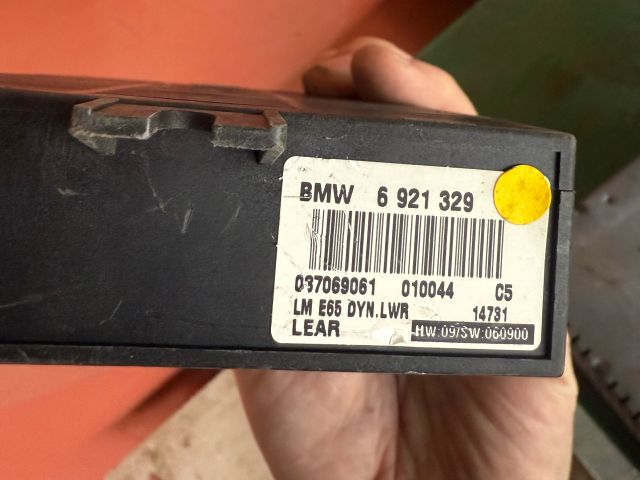 BMW 6 921 329
037069061 010044 C5
LM E65 DYN.LWR 14731
LEAR HW:09/SW:060900